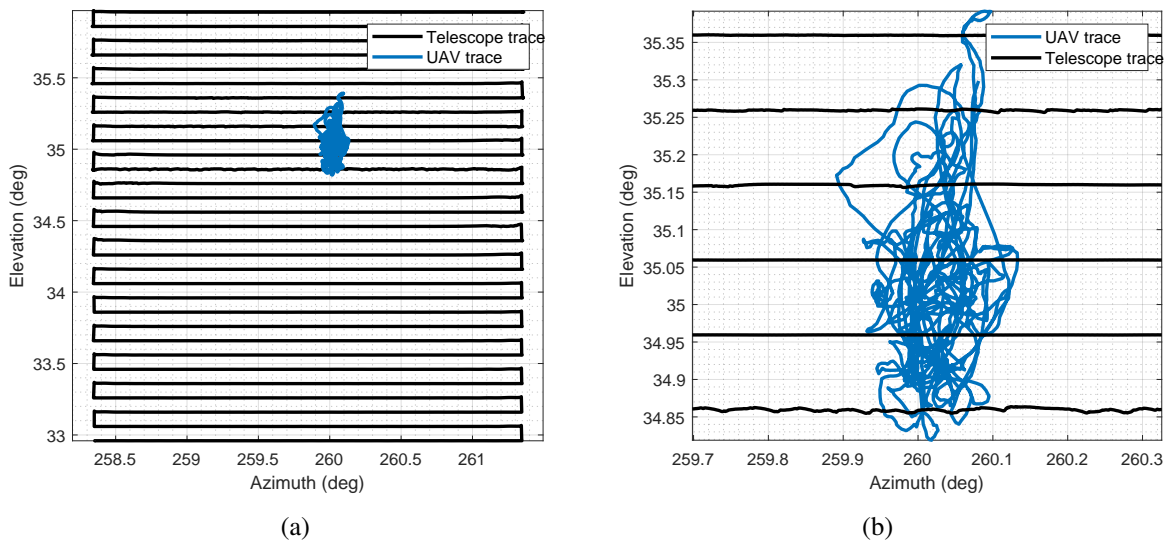 Telescope trace
UAV trace
35.5
35
34.5
34
33.5
33
Elevation (deg)
258.5 259 259.5 260 260.5 261
Azimuth (deg)
(a)
UAV trace
Telescope trace
35.35
35.3
35.25
35.2
35.15
35.1
35.05
35
34.95
34.9
34.85
Elevation (deg)
259.7 259.8 259.9 260 260.1 260.2 260.3
Azimuth (deg)
(b)